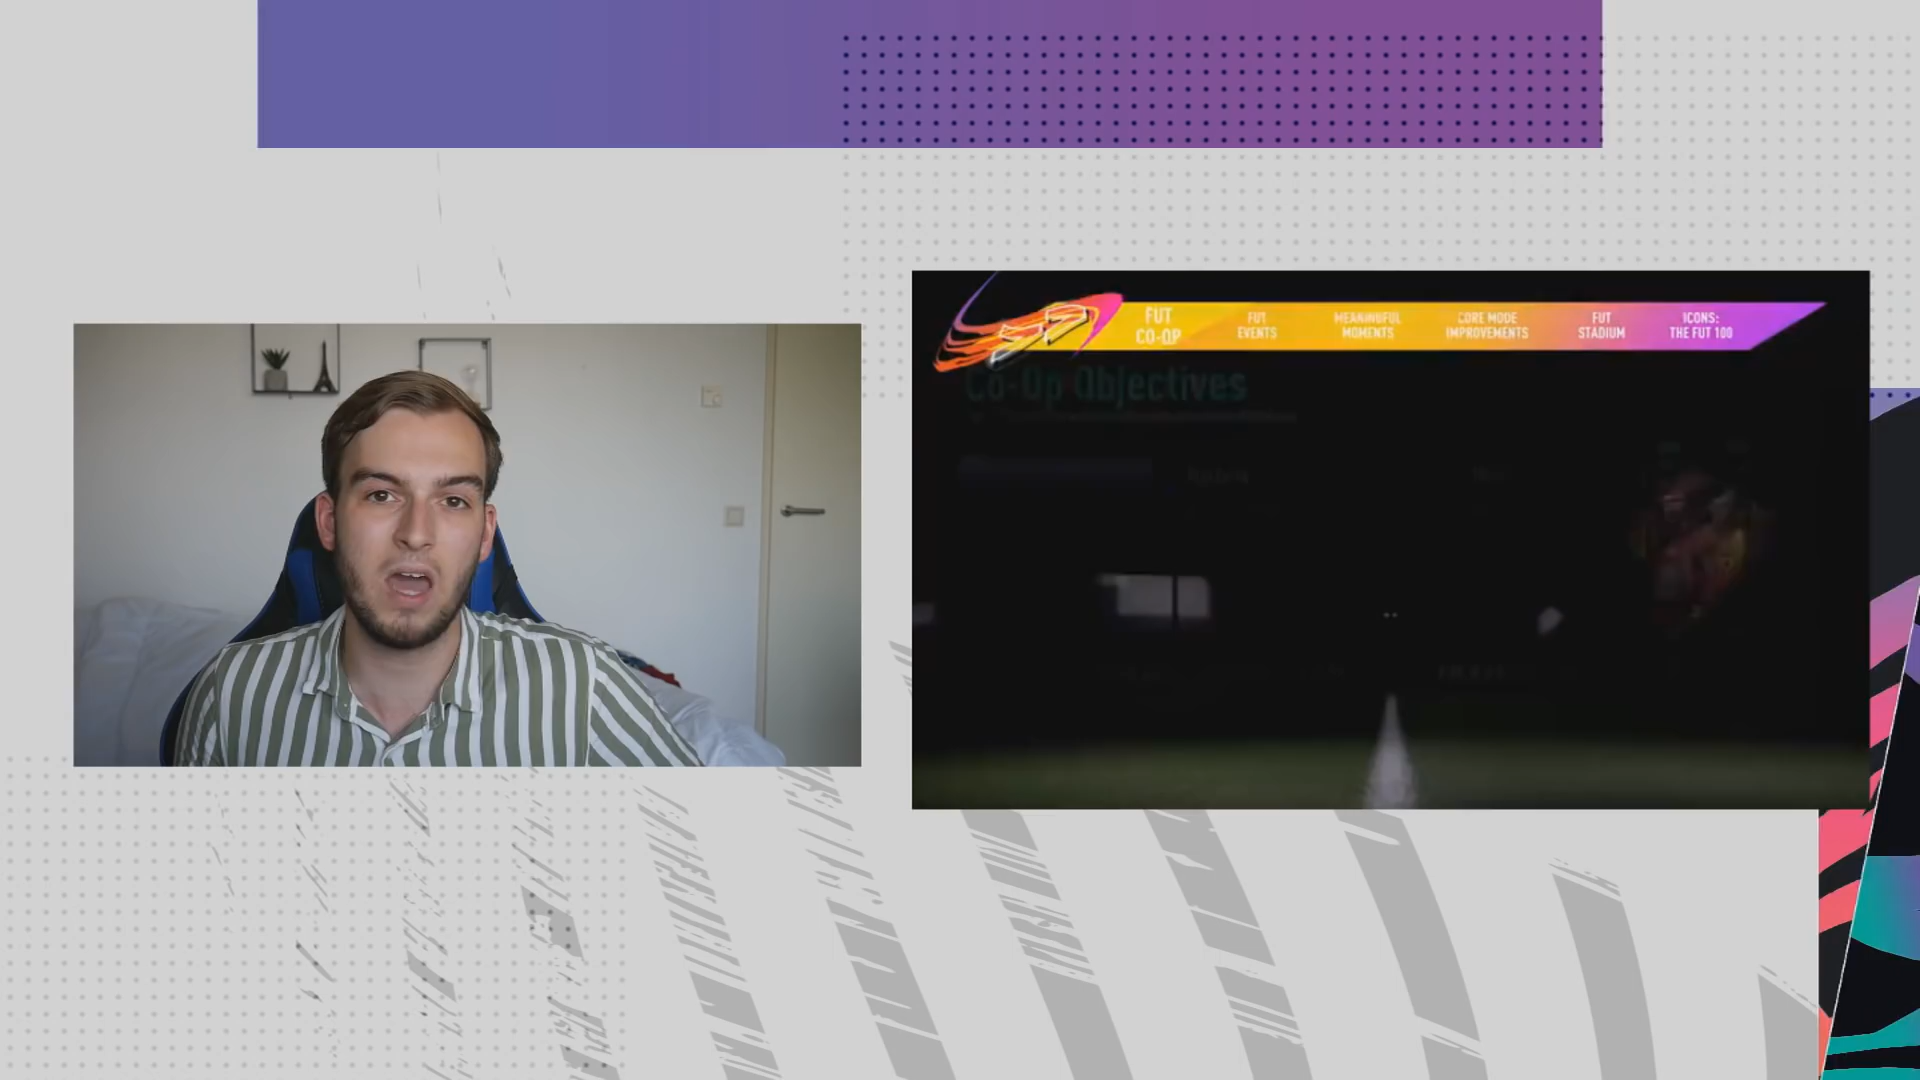 FUT
CO-OP
FUT
EVENTS
MEANINGFUL
MOMENTS
CORE MODE
IMPROVEMENTS
FUT
STADIUM
ICONS:
THE FUT 100
Co-Op Objectives